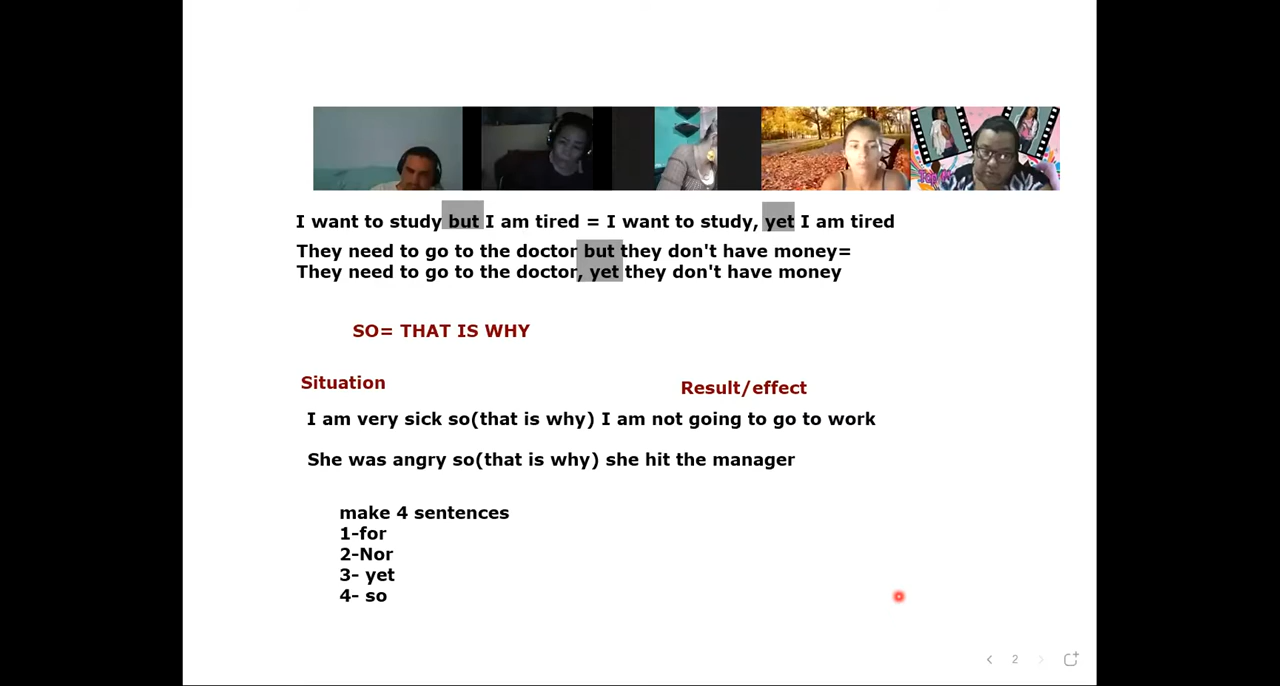 I want to study but I am tired = I want to study, yet I am tired
They need to go to the doctor but they don't have money=
They need to go to the doctor, yet they don't have money
SO= THAT IS WHY
Situation
Result/effect
I am very sick so(that is why) I am not going to go to work
She was angry so(that is why) she hit the manager
make 4 sentences
1-for
2-Nor
3- yet
4- so
2